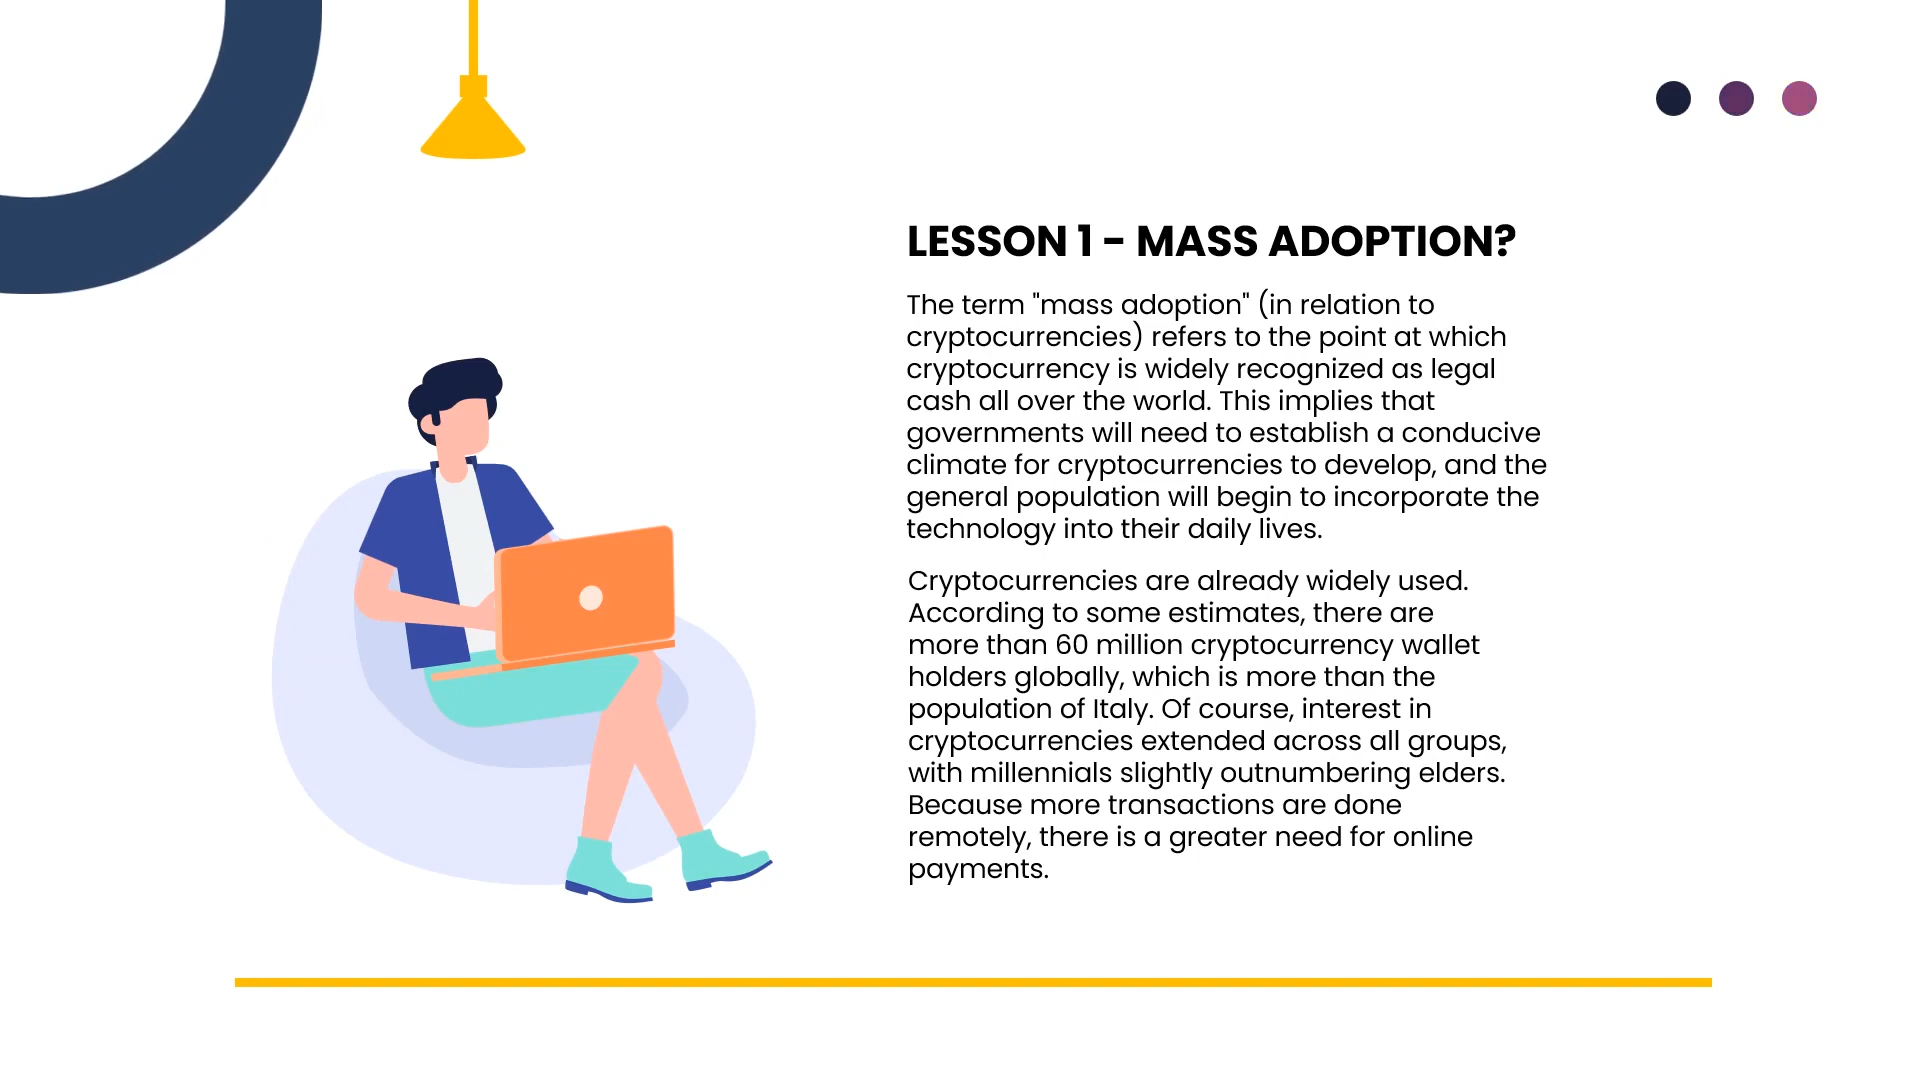 LESSON 1 - MASS ADOPTION?
The term "mass adoption" (in relation to
cryptocurrencies) refers to the point at which
cryptocurrency is widely recognized as legal
cash all over the world. This implies that
governments will need to establish a conducive
climate for cryptocurrencies to develop, and the
general population will begin to incorporate the
technology into their daily lives.
Cryptocurrencies are already widely used.
According to some estimates, there are
more than 60 million cryptocurrency wallet
holders globally, which is more than the
population of Italy. Of course, interest in
cryptocurrencies extended across all groups,
with millennials slightly outnumbering elders.
Because more transactions are done
remotely, there is a greater need for online
payments.